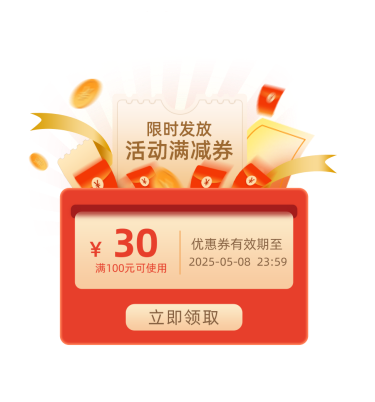 限时发放
活动满减券
¥ 30
满100元可使用
优惠券有效期至
2025-05-08 23:59
立即领取